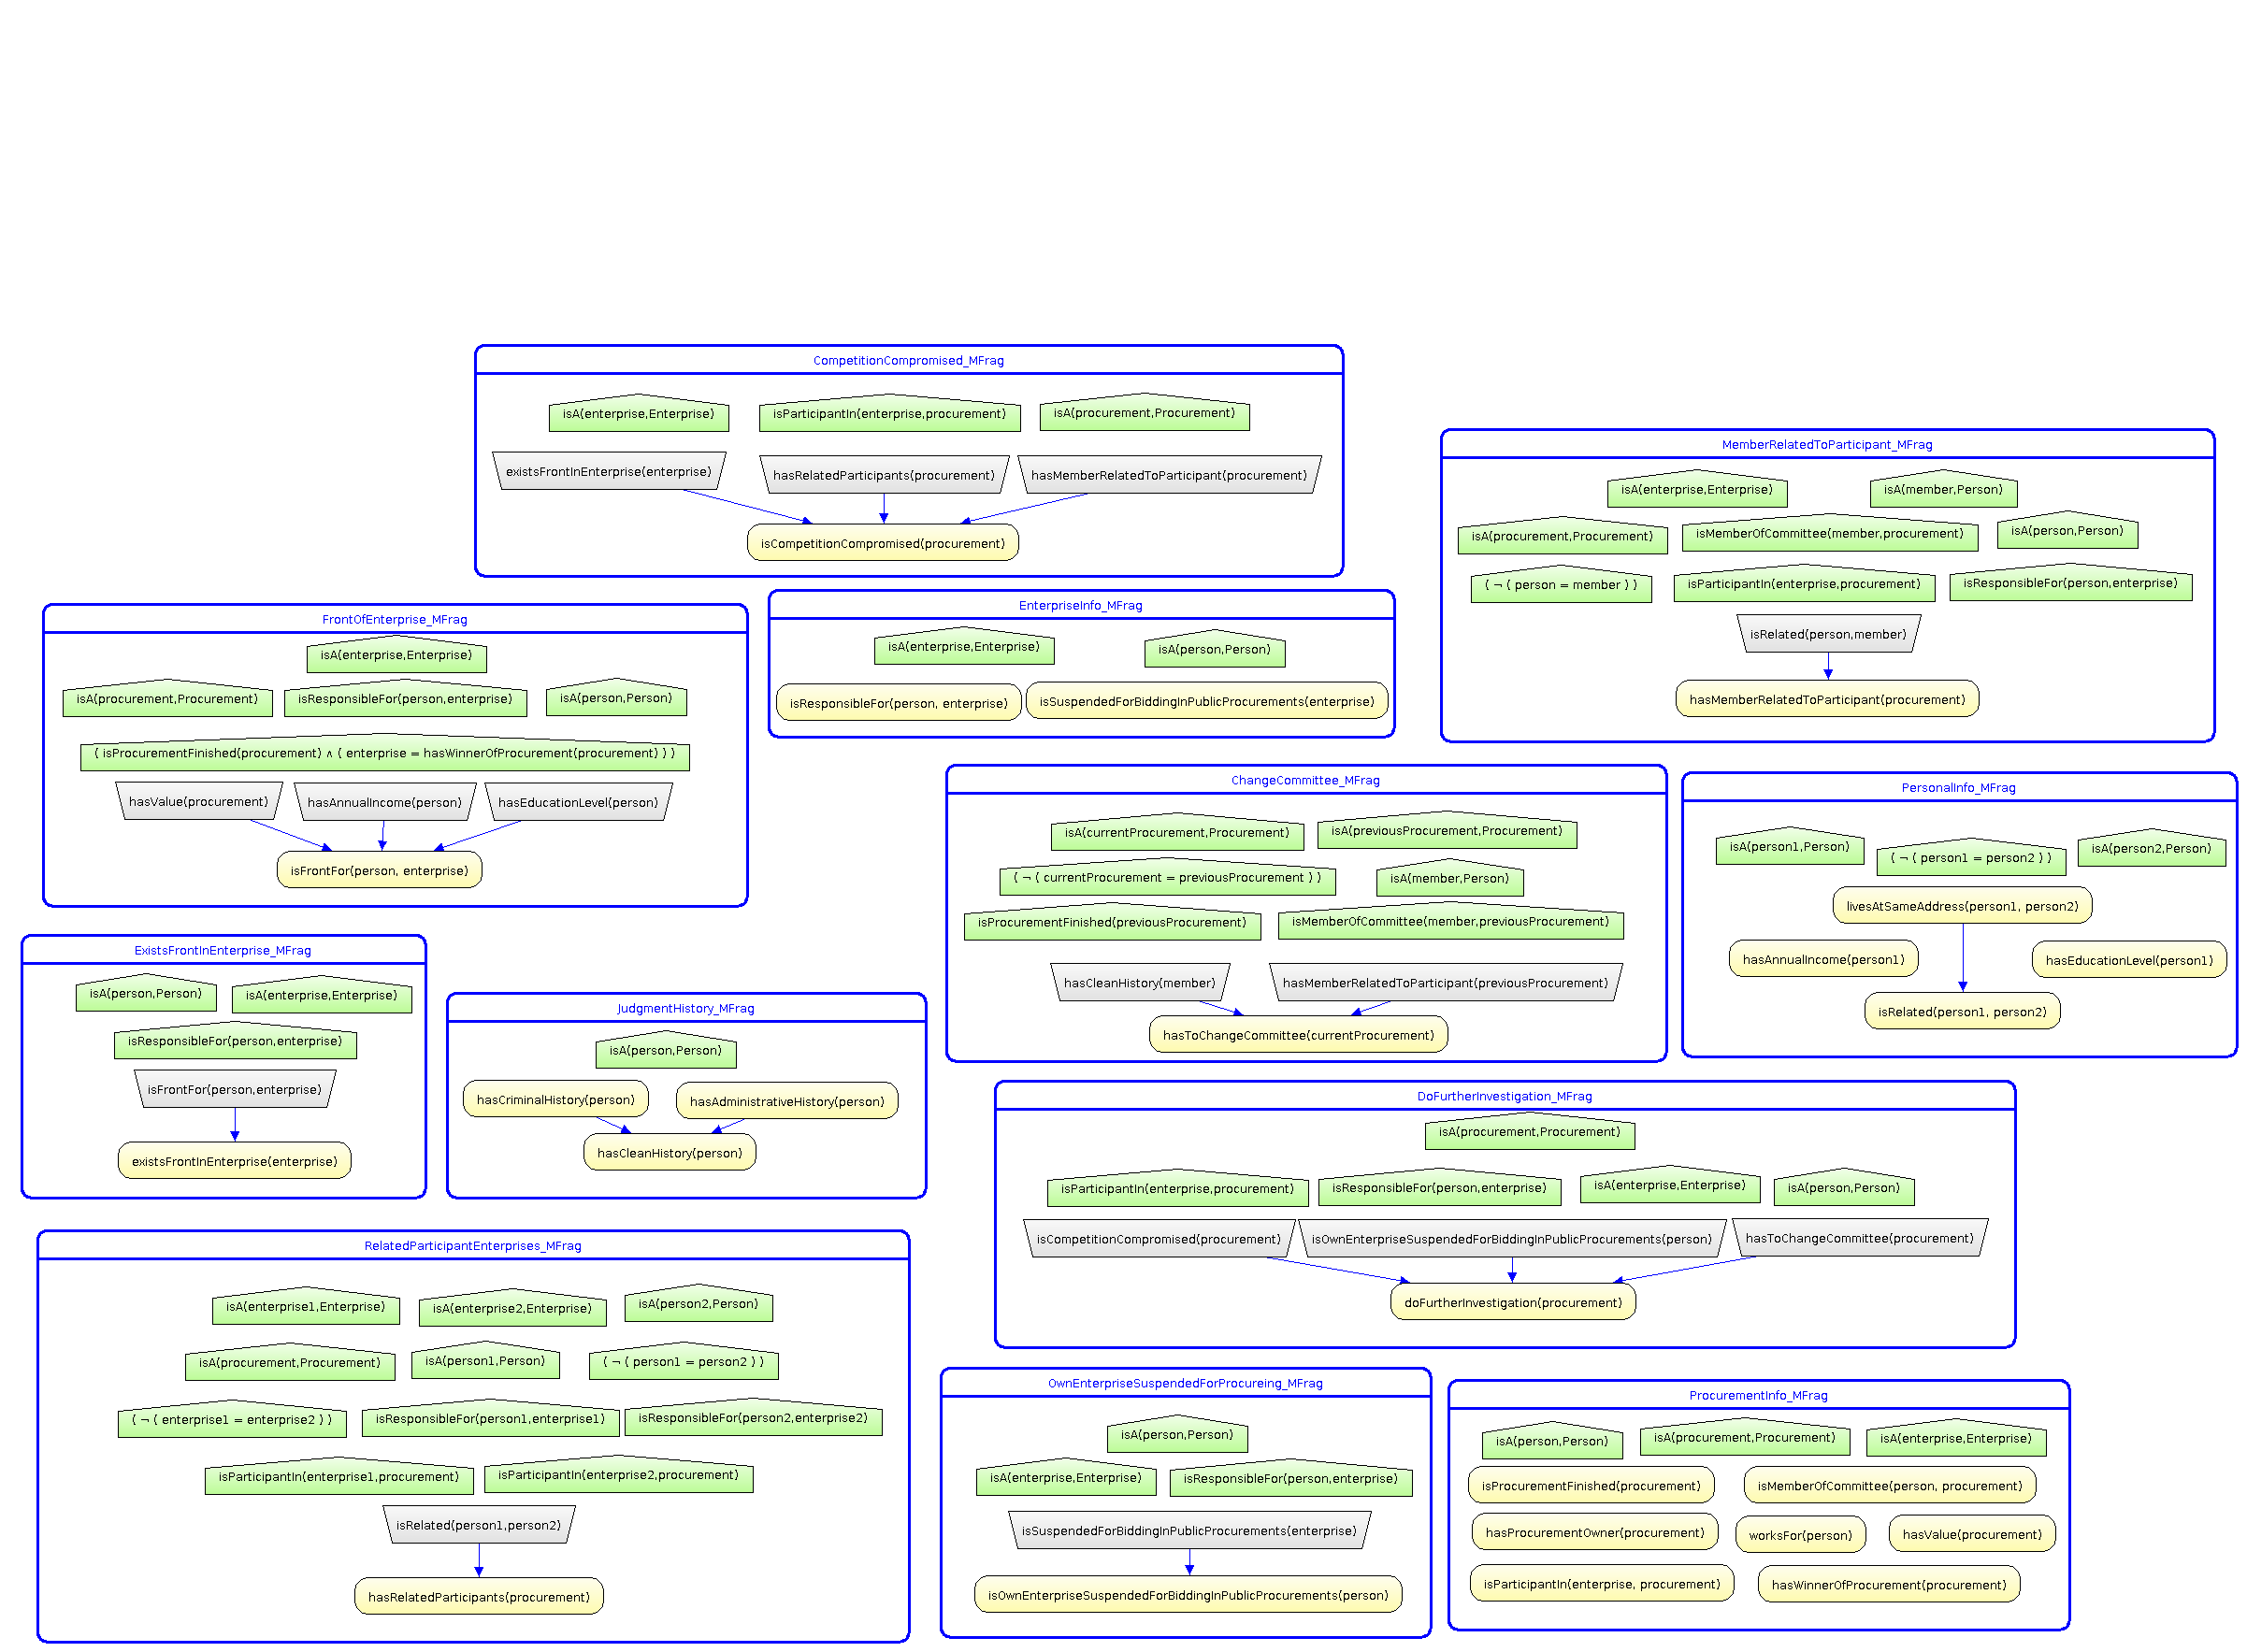 CompetitionCompromised_MFrag
isA(enterprise,Enterprise)
isParticipantIn(enterprise,procurement)
isA(procurement,Procurement)
existsFrontInEnterprise(enterprise)
hasRelatedParticipants(procurement)
hasMemberRelatedToParticipant(procurement)
isCompetitionCompromised(procurement)
MemberRelatedToParticipant_MFrag
isA(enterprise,Enterprise)
isA(member,Person)
isA(procurement,Procurement)
isMemberOfCommittee(member,procurement)
isA(person,Person)
( ¬ ( person = member ) )
isParticipantIn(enterprise,procurement)
isResponsibleFor(person,enterprise)
isRelated(person,member)
hasMemberRelatedToParticipant(procurement)
FrontOfEnterprise_MFrag
isA(enterprise,Enterprise)
isA(procurement,Procurement)
isResponsibleFor(person,enterprise)
isA(person,Person)
( isProcurementFinished(procurement) ∧ ( enterprise = hasWinnerOfProcurement(procurement) ) )
hasValue(procurement)
hasAnnualIncome(person)
hasEducationLevel(person)
isFrontFor(person, enterprise)
EnterpriseInfo_MFrag
isA(enterprise,Enterprise)
isA(person,Person)
isResponsibleFor(person, enterprise)
isSuspendedForBiddingInPublicProcurements(enterprise)
ChangeCommittee_MFrag
isA(currentProcurement,Procurement)
isA(previousProcurement,Procurement)
( ¬ ( currentProcurement = previousProcurement ) )
isA(member,Person)
isProcurementFinished(previousProcurement)
isMemberOfCommittee(member,previousProcurement)
hasCleanHistory(member)
hasMemberRelatedToParticipant(previousProcurement)
hasToChangeCommittee(currentProcurement)
PersonalInfo_MFrag
isA(person1,Person)
( ¬ ( person1 = person2 ) )
isA(person2,Person)
livesAtSameAddress(person1, person2)
hasAnnualIncome(person1)
hasEducationLevel(person1)
isRelated(person1, person2)
ExistsFrontInEnterprise_MFrag
isA(person,Person)
isA(enterprise,Enterprise)
isResponsibleFor(person,enterprise)
isFrontFor(person,enterprise)
existsFrontInEnterprise(enterprise)
JudgmentHistory_MFrag
isA(person,Person)
hasCriminalHistory(person)
hasAdministrativeHistory(person)
hasCleanHistory(person)
DoFurtherInvestigation_MFrag
isA(procurement,Procurement)
isParticipantIn(enterprise,procurement)
isResponsibleFor(person,enterprise)
isA(enterprise,Enterprise)
isA(person,Person)
isCompetitionCompromised(procurement)
isOwnEnterpriseSuspendedForBiddingInPublicProcurements(person)
hasToChangeCommittee(procurement)
doFurtherInvestigation(procurement)
RelatedParticipantEnterprises_MFrag
isA(enterprise1,Enterprise)
isA(enterprise2,Enterprise)
isA(person2,Person)
isA(procurement,Procurement)
isA(person1,Person)
( ¬ ( person1 = person2 ) )
( ¬ ( enterprise1 = enterprise2 ) )
isResponsibleFor(person1,enterprise1)
isResponsibleFor(person2,enterprise2)
isParticipantIn(enterprise1,procurement)
isParticipantIn(enterprise2,procurement)
isRelated(person1,person2)
hasRelatedParticipants(procurement)
OwnEnterpriseSuspendedForProcureing_MFrag
isA(person,Person)
isA(enterprise,Enterprise)
isResponsibleFor(person,enterprise)
isSuspendedForBiddingInPublicProcurements(enterprise)
isOwnEnterpriseSuspendedForBiddingInPublicProcurements(person)
ProcurementInfo_MFrag
isA(person,Person)
isA(procurement,Procurement)
isA(enterprise,Enterprise)
isProcurementFinished(procurement)
isMemberOfCommittee(person, procurement)
hasProcurementOwner(procurement)
worksFor(person)
hasValue(procurement)
isParticipantIn(enterprise, procurement)
hasWinnerOfProcurement(procurement)